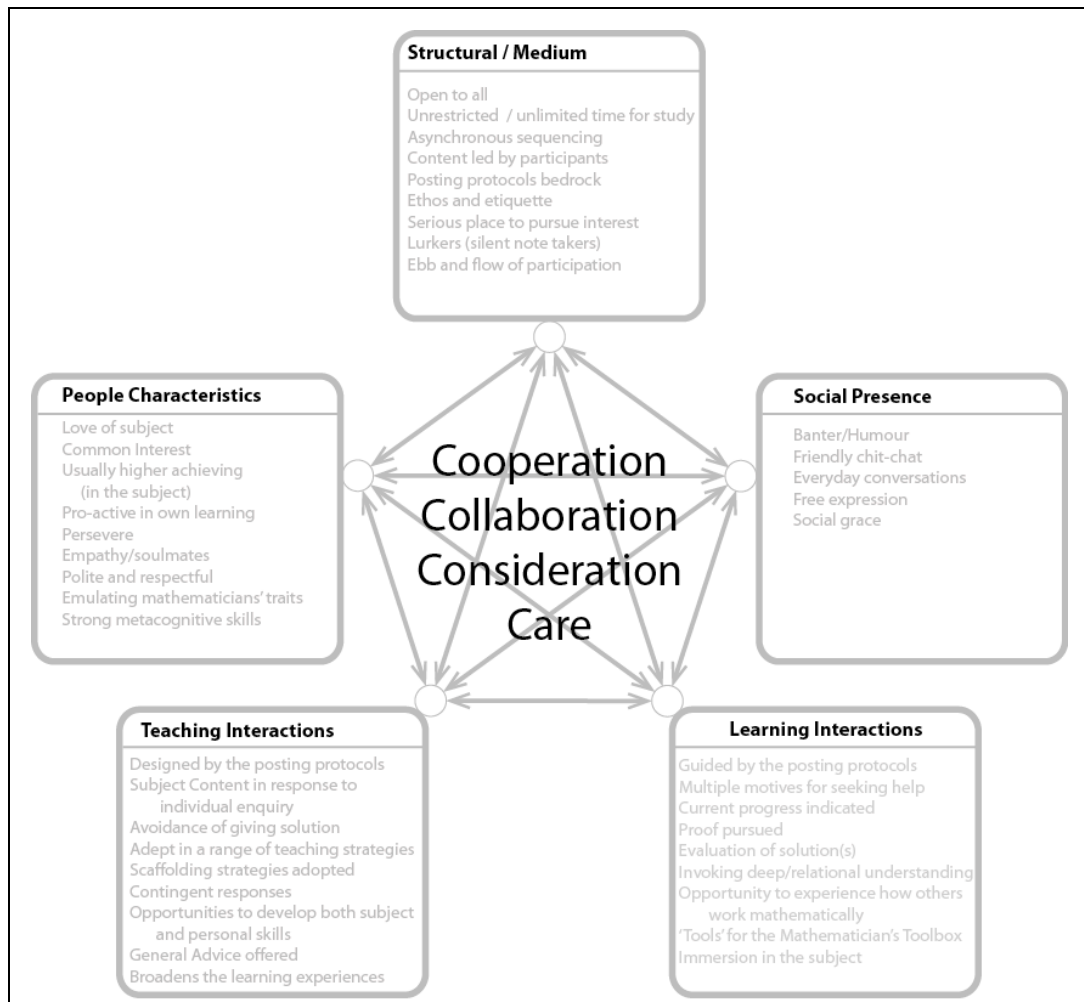 Structural / Medium
Open to all
Unrestricted / unlimited time for study
Asynchronous sequencing
Content led by participants
Posting protocols bedrock
Ethos and etiquette
Serious place to pursue interest
Lurkers (silent note takers)
Ebb and flow of participation
People Characteristics
Love of subject
Common Interest
Usually higher achieving
(in the subject)
Pro-active in own learning
Persevere
Empathy/soulmates
Polite and respectful
Emulating mathematicians' traits
Strong metacognitive skills
Cooperation
Collaboration
Consideration
Care
Social Presence
Banter/Humour
Friendly chit-chat
Everyday conversations
Free expression
Social grace
Teaching Interactions
Designed by the posting protocols
Subject Content in response to
individual enquiry
Avoidance of giving solution
Adept in a range of teaching strategies
Scaffolding strategies adopted
Contingent responses
Opportunities to develop both subject
and personal skills
General Advice offered
Broadens the learning experiences
Learning Interactions
Guided by the posting protocols
Multiple motives for seeking help
Current progress indicated
Proof pursued
Evaluation of solution(s)
Invoking deep/relational understanding
Opportunity to experience how others
work mathematically
'Tools' for the Mathematician's Toolbox
Immersion in the subject